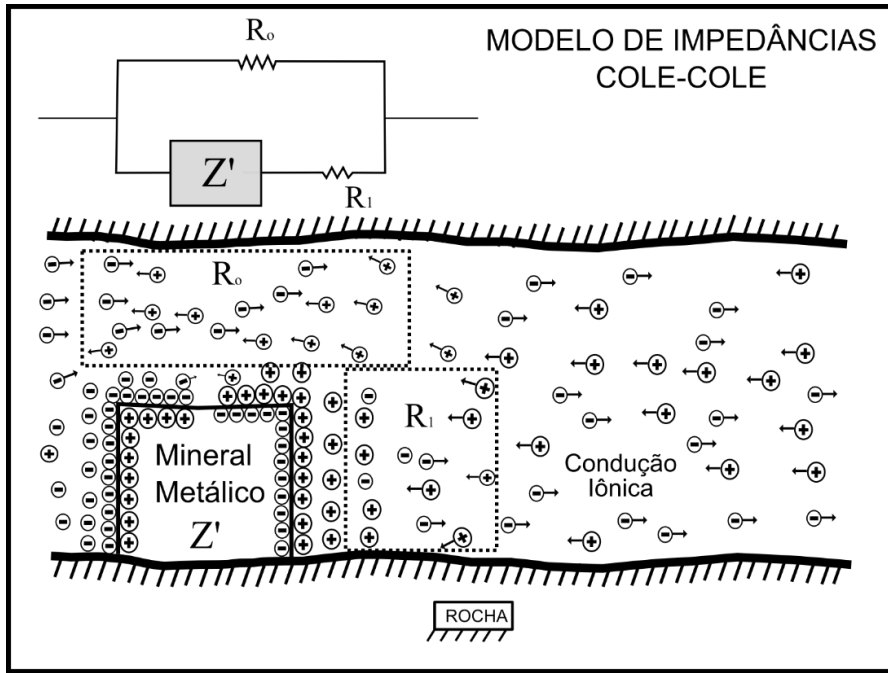 MODELO DE IMPEDÂNCIAS
COLE-COLE
Rₒ
Z'
R₁
Rₒ
R₁
Mineral
Metálico
Z'
Condução
Iônica
ROCHA